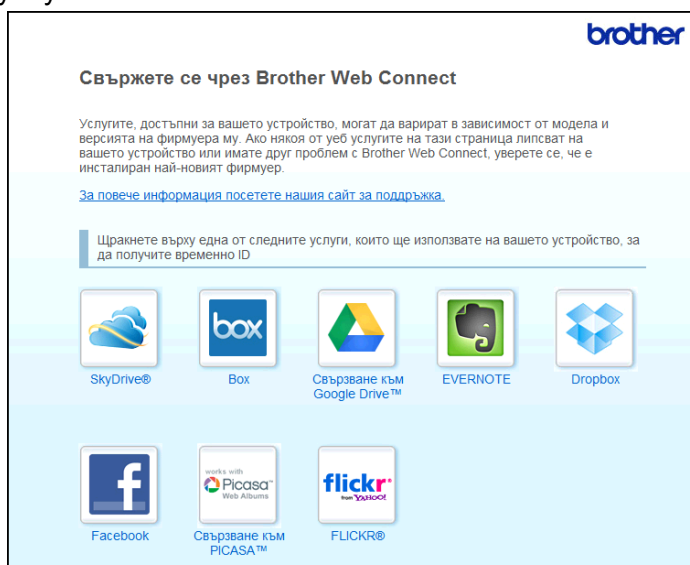 brother
Свържете се чрез Brother Web Connect
Услугите, достъпни за вашето устройство, могат да варират в зависимост от модела и
версията на фирмуера му. Ако някоя от уеб услугите на тази страница липсват на
вашето устройство или имате друг проблем с Brother Web Connect, уверете се, че е
инсталиран най-новият фирмуер.
За повече информация посетете нашия сайт за поддръжка.
Щракнете върху една от следните услуги, които ще използвате на вашето устройство, за
да получите временно ID
box
SkyDrive®
Box
Свързване към
Google Drive™
EVERNOTE
Dropbox
f
works with
Picasa™
Web Albums
flickr®
from YAHOO!
Facebook
Свързване към
PICASA™
FLICKR®